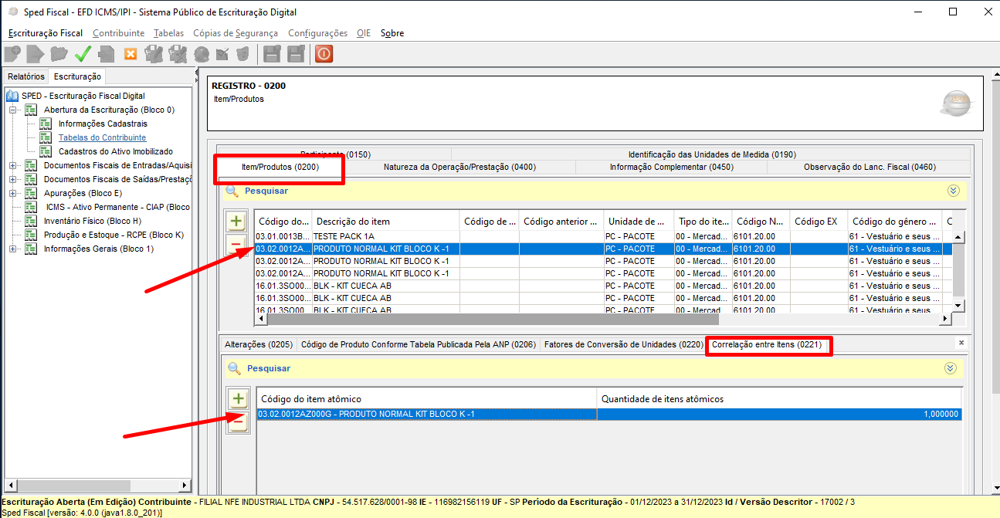 Sped Fiscal - EFD ICMS/IPI - Sistema Público de Escrituração Digital
Escrituração Fiscal Contribuinte Tabelas Cópias de Segurança Configurações OIE Sobre
Relatórios Escrituração
SPED - Escrituração Fiscal Digital
Abertura da Escrituração (Bloco 0)
Informações Cadastrais
Tabelas do Contribuinte
Cadastros do Ativo Imobilizado
Documentos Fiscais de Entradas/Aquisi
Documentos Fiscais de Saídas/Prestaç
Apurações (Bloco E)
ICMS - Ativo Permanente - CIAP (Bloco
Inventário Físico (Bloco H)
Produção e Estoque - RCPE (Bloco K)
Informações Gerais (Bloco 1)
REGISTRO - 0200
Item/Produtos
Participante (0150) Identificação das Unidades de Medida (0190)
Item/Produtos (0200) Natureza da Operação/Prestação (0400) Informação Complementar (0450) Observação do Lanc. Fiscal (0460)
Pesquisar
Código do... Descrição do item Código de ... Código anterior ... Unidade de ... Tipo do ite... Código N... Código EX Código do gênero ... C
03.01.0013B... TESTE PACK 1A PC - PACOTE 00 - Mercad... 6101.20.00 61 - Vestuário e seus ...
03.02.0012A... PRODUTO NORMAL KIT BLOCO K -1 PC - PACOTE 00 - Mercad... 6101.20.00 61 - Vestuário e seus ...
03.02.0012A... PRODUTO NORMAL KIT BLOCO K -1 PC - PACOTE 00 - Mercad... 6101.20.00 61 - Vestuário e seus ...
03.02.0012A... PRODUTO NORMAL KIT BLOCO K -1 PC - PACOTE 00 - Mercad... 6101.20.00 61 - Vestuário e seus ...
16.01.3SO00... BLK - KIT CUECA AB PC - PACOTE 00 - Mercad... 6101.20.00 61 - Vestuário e seus ...
16.01.3SO00... BLK - KIT CUECA AB PC - PACOTE 00 - Mercad... 6101.20.00 61 - Vestuário e seus ...
16.01.3SO00... BLK - KIT CUECA AB PC - PACOTE 00 - Mercad... 6101.20.00 61 - Vestuário e seus ...
Alterações (0205) Código de Produto Conforme Tabela Publicada Pela ANP (0206) Fatores de Conversão de Unidades (0220) Correlação entre Itens (0221)
Pesquisar
Código do item atômico Quantidade de itens atômicos
03.02.0012AZ000G - PRODUTO NORMAL KIT BLOCO K -1 1,000000
Escrituração Aberta (Em Edição) Contribuinte - FILIAL NFE INDUSTRIAL LTDA CNPJ - 54.517.628/0001-98 IE - 116982156119 UF - SP Período da Escrituração - 01/12/2023 a 31/12/2023 Id / Versão Descritor - 17002 / 3
Sped Fiscal [versão: 4.0.0 (java1.8.0_201)]